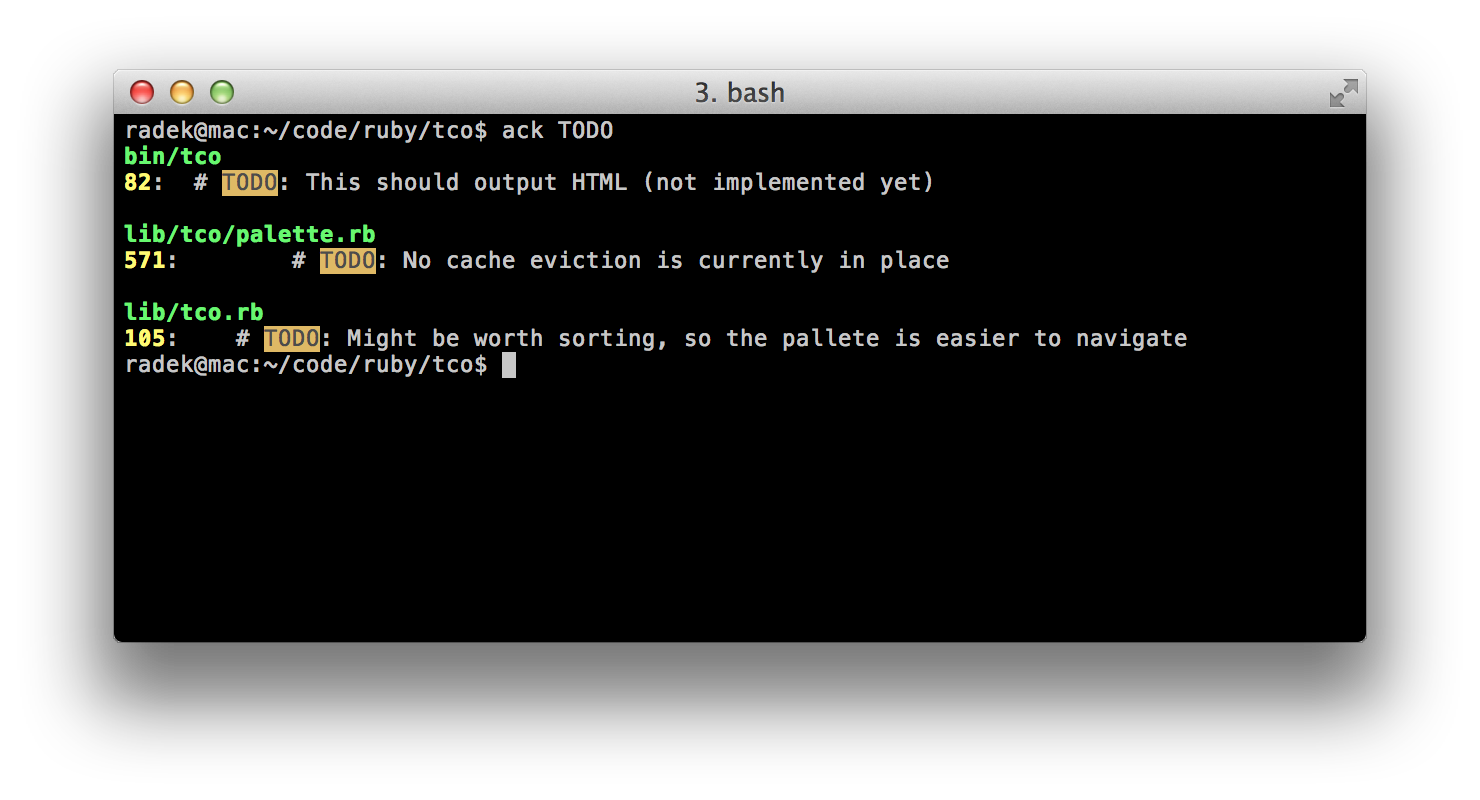 3. bash
radek@mac:~/code/ruby/tco$ ack TODO
bin/tco
82:  # TODO: This should output HTML (not implemented yet)
lib/tco/palette.rb
571:        # TODO: No cache eviction is currently in place
lib/tco.rb
105:    # TODO: Might be worth sorting, so the pallete is easier to navigate
radek@mac:~/code/ruby/tco$